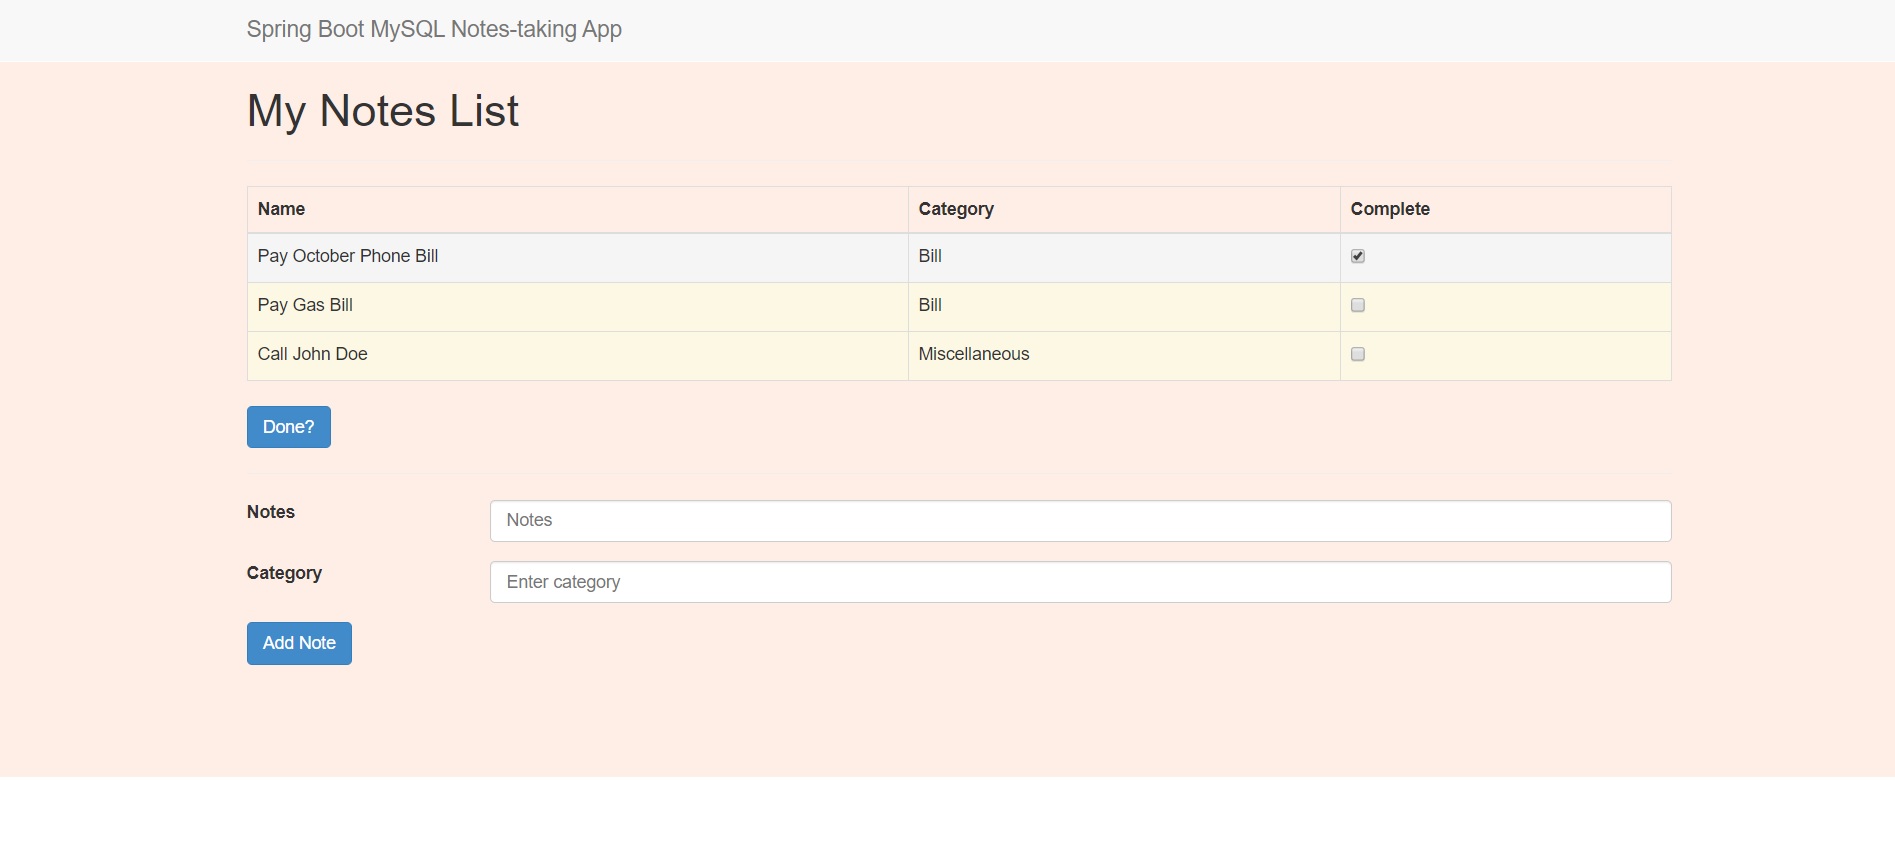 Spring Boot MySQL Notes-taking App
My Notes List
Name Category Complete
Pay October Phone Bill Bill
Pay Gas Bill Bill
Call John Doe Miscellaneous
Done?
Notes Notes
Category Enter category
Add Note